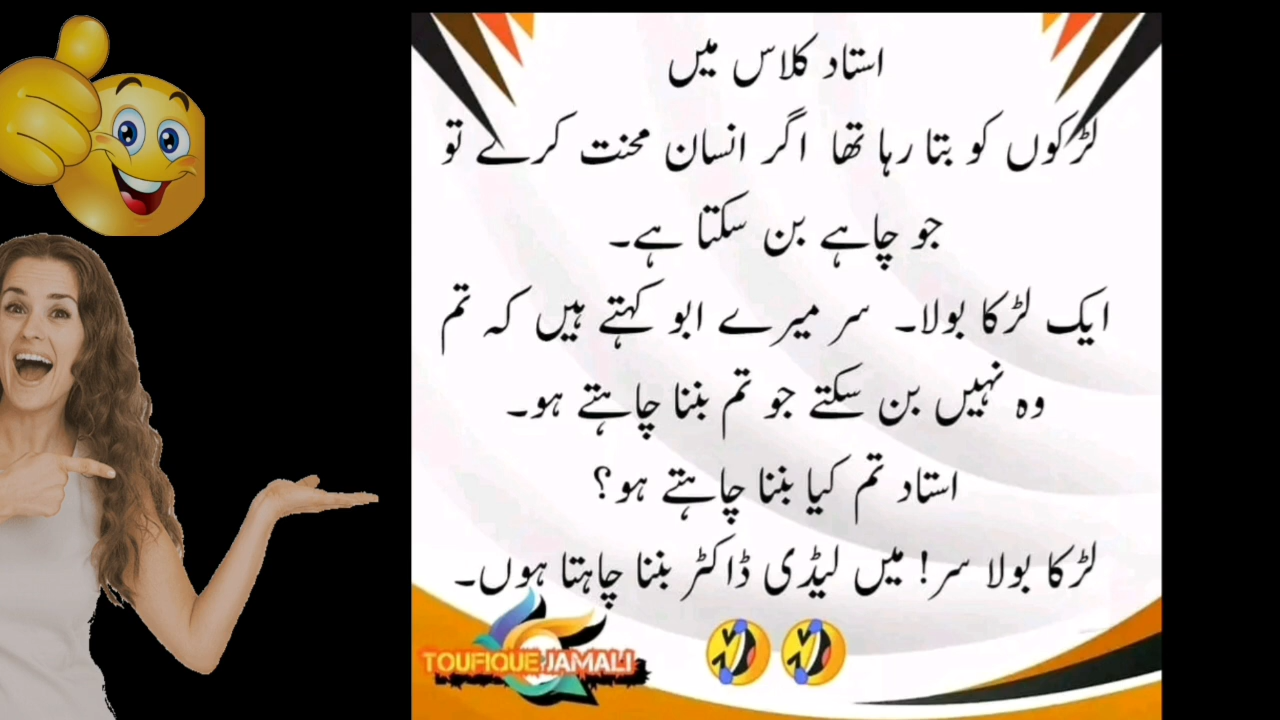 استاد کلاس میں
لڑکوں کو بتا رہا تھا اگر انسان محنت کرے تو
جو چاہے بن سکتا ہے۔
ایک لڑکا بولا۔ سر میرے ابو کہتے ہیں کہ تم
وہ نہیں بن سکتے جو تم بننا چاہتے ہو۔
استاد تم کیا بننا چاہتے ہو؟
لڑکا بولا سر! میں لیڈی ڈاکٹر بننا چاہتا ہوں۔
TOUFIQUE JAMALI